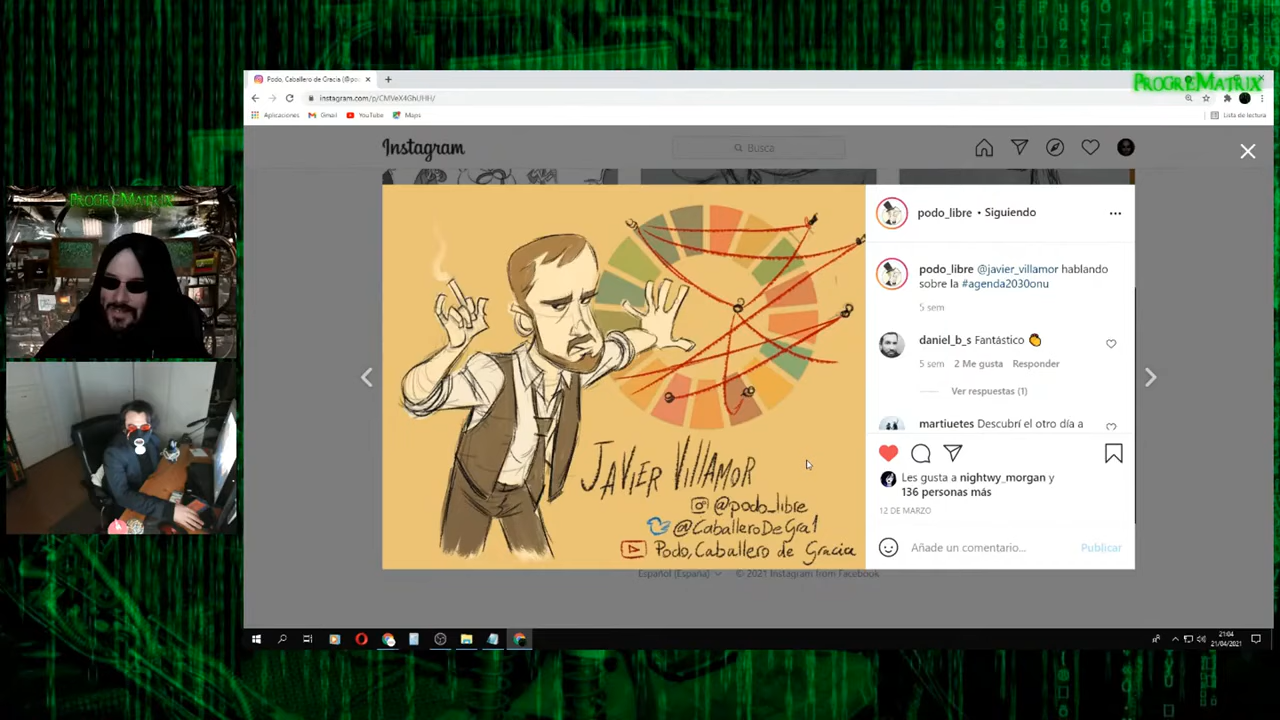 PROGREMATRIX
Podo, Caballero de Gracia (@po
instagram.com/p/CMVeX4GhUHH/
Aplicaciones
Gmail
YouTube
Maps
Lista de lectura
Instagram
Busca
PROGREMATRIX
JAVIER VILLAMOR
@podo_libre
@CaballeroDeGra1
Podo, Caballero de Gracia
podo_libre • Siguiendo
podo_libre @javier_villamor hablando
sobre la #agenda2030onu
5 sem
daniel_b_s Fantástico
5 sem 2 Me gusta Responder
Ver respuestas (1)
martiuetes Descubrí el otro día a
Les gusta a nightwy_morgan y
136 personas más
12 DE MARZO
Añade un comentario...
Publicar
Español (España)
© 2021 Instagram from Facebook
21:04
21/04/2021